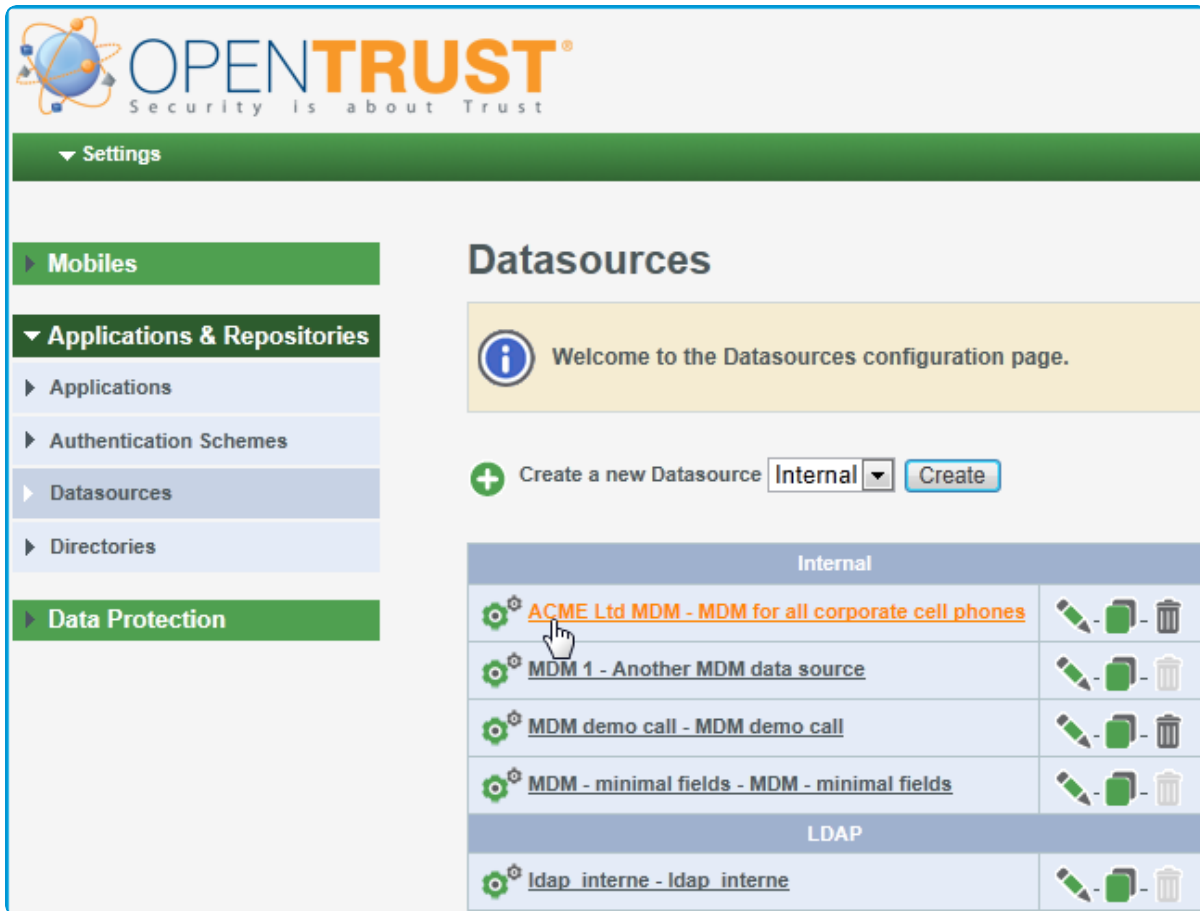 OPENTRUST®
Security is about Trust
Settings
Mobiles
Applications & Repositories
Applications
Authentication Schemes
Datasources
Directories
Data Protection
Datasources
Welcome to the Datasources configuration page.
Create a new Datasource Internal Create
Internal
ACME Ltd MDM - MDM for all corporate cell phones
MDM 1 - Another MDM data source
MDM demo call - MDM demo call
MDM - minimal fields - MDM - minimal fields
LDAP
ldap_interne - ldap_interne